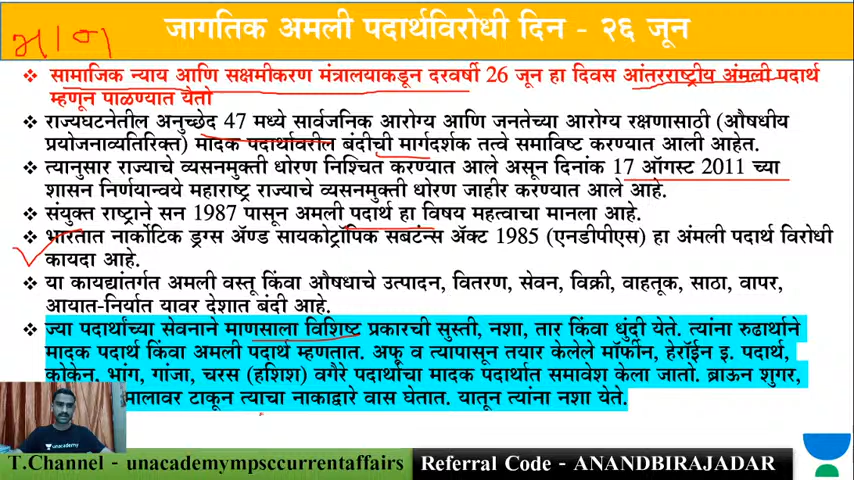 जागतिक अमली पदार्थविरोधी दिन - २६ जून
सामाजिक न्याय आणि सक्षमीकरण मंत्रालयाकडून दरवर्षी 26 जून हा दिवस आंतरराष्ट्रीय अंमली पदार्थ
म्हणून पाळण्यात येतो
राज्यघटनेतील अनुच्छेद 47 मध्ये सार्वजनिक आरोग्य आणि जनतेच्या आरोग्य रक्षणासाठी (औषधीय
प्रयोजनाव्यतिरिक्त) मादक पदार्थावरील बंदीची मार्गदर्शक तत्वे समाविष्ट करण्यात आली आहेत.
त्यानुसार राज्याचे व्यसनमुक्ती धोरण निश्चित करण्यात आले असून दिनांक 17 ऑगस्ट 2011 च्या
शासन निर्णयान्वये महाराष्ट्र राज्याचे व्यसनमुक्ती धोरण जाहीर करण्यात आले आहे.
संयुक्त राष्ट्राने सन 1987 पासून अमली पदार्थ हा विषय महत्वाचा मानला आहे.
भारतात नार्कोटिक ड्रग्स ॲण्ड सायकोट्रॉपिक सबटन्स ॲक्ट 1985 (एनडीपीएस) हा अंमली पदार्थ विरोधी
कायदा आहे.
या कायद्यांतर्गत अमली वस्तू किंवा औषधाचे उत्पादन, वितरण, सेवन, विक्री, वाहतूक, साठा, वापर,
आयात-निर्यात यावर देशात बंदी आहे.
ज्या पदार्थांच्या सेवनाने माणसाला विशिष्ट प्रकारची सुस्ती, नशा, तार किंवा धुंदी येते. त्यांना रुढार्थाने
मादक पदार्थ किंवा अमली पदार्थ म्हणतात. अफू व त्यापासून तयार केलेले मॉर्फीन, हेरॉईन इ. पदार्थ,
कोकेन, भांग, गांजा, चरस (हशिश) वगैरे पदार्थाचा मादक पदार्थात समावेश केला जातो. ब्राऊन शुगर,
मालावर टाकून त्याचा नाकाद्वारे वास घेतात. यातून त्यांना नशा येते.
unacademy
T.Channel - unacademympsccurrentaffairs
Referral Code - ANANDBIRAJADAR